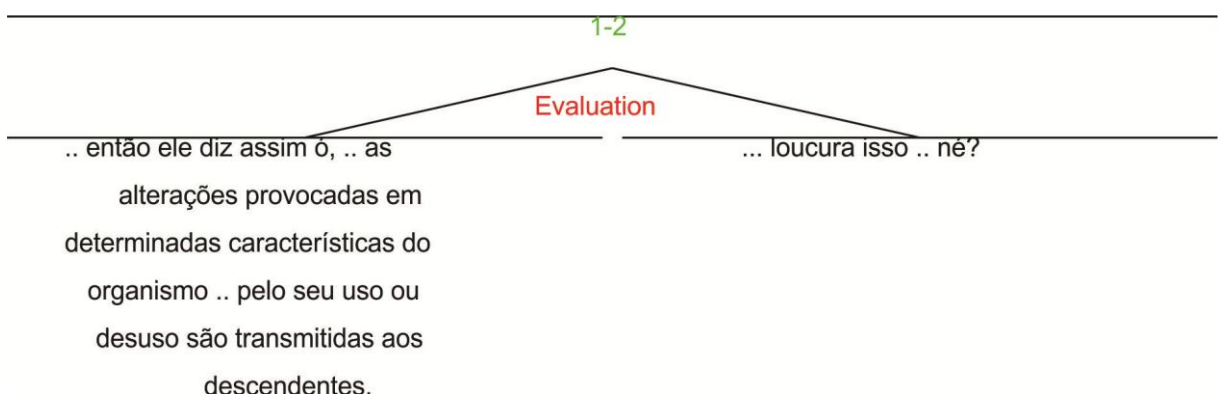 1-2
Evaluation
.. então ele diz assim ó, .. as
alterações provocadas em
determinadas características do
organismo .. pelo seu uso ou
desuso são transmitidas aos
descendentes.
... loucura isso .. né?